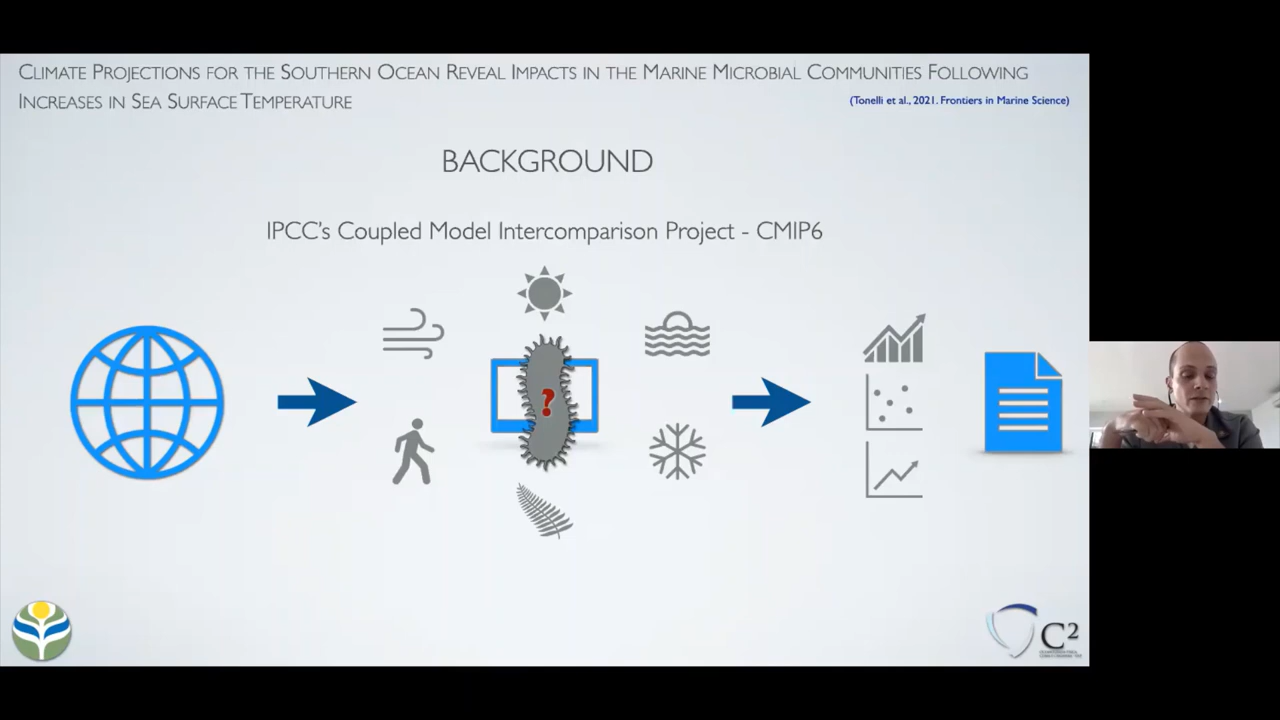 CLIMATE PROJECTIONS FOR THE SOUTHERN OCEAN REVEAL IMPACTS IN THE MARINE MICROBIAL COMMUNITIES FOLLOWING
INCREASES IN SEA SURFACE TEMPERATURE
(Tonelli et al., 2021. Frontiers in Marine Science)
BACKGROUND
IPCC's Coupled Model Intercomparison Project - CMIP6
?
C²